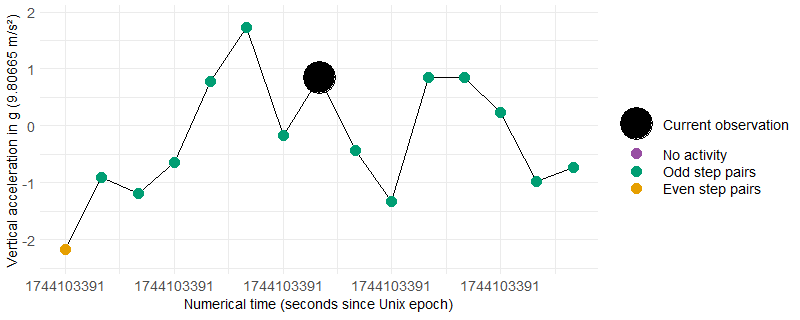 Vertical acceleration in g (9.80665 m/s²)
2
1
0
-1
-2
1744103391 1744103391 1744103391 1744103391 1744103391
Numerical time (seconds since Unix epoch)
Current observation
No activity
Odd step pairs
Even step pairs